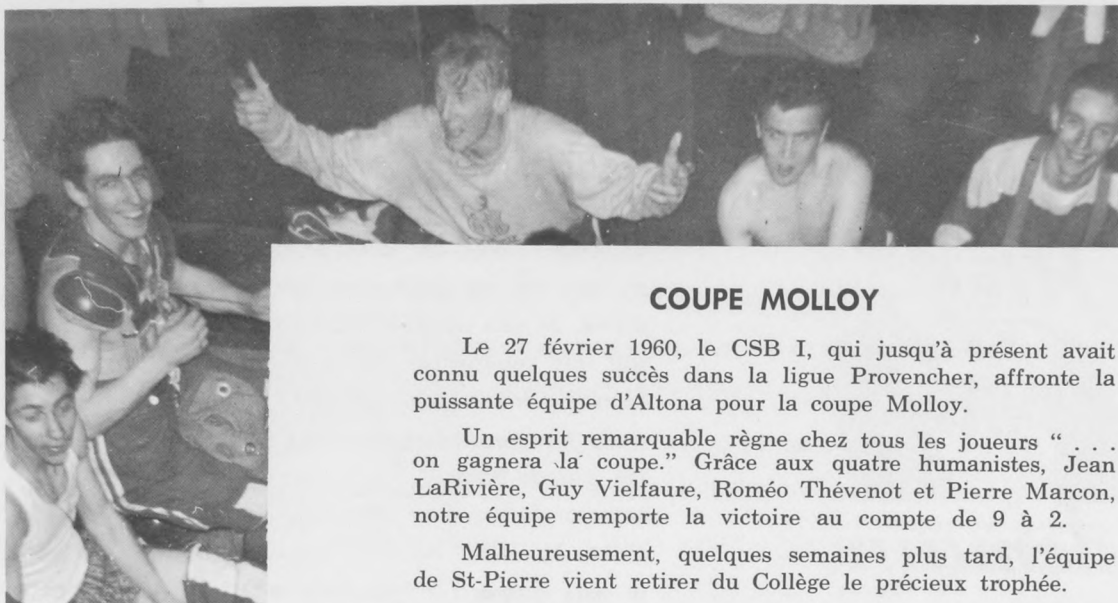 COUPE MOLLOY
Le 27 février 1960, le CSB I, qui jusqu'à présent avait
connu quelques succès dans la ligue Provencher, affronte la
puissante équipe d'Altona pour la coupe Molloy.
Un esprit remarquable règne chez tous les joueurs “ . . .
on gagnera la coupe.” Grâce aux quatre humanistes, Jean
LaRivière, Guy Vielfaure, Roméo Thévenot et Pierre Marcon,
notre équipe remporte la victoire au compte de 9 à 2.
Malheureusement, quelques semaines plus tard, l'équipe
de St-Pierre vient retirer du Collège le précieux trophée.